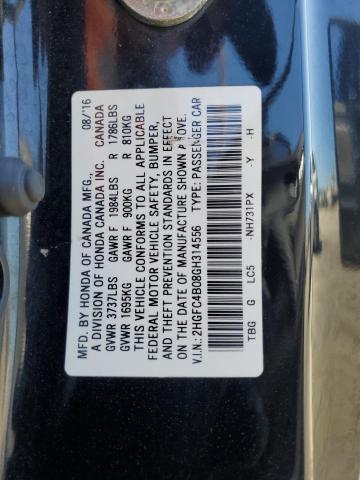 MFD. BY HONDA OF CANADA MFG., 08/'16
A DIVISION OF HONDA CANADA INC. CANADA
GVWR 3737LBS GAWR F 1984LBS R 1786LBS
GVWR 1695KG GAWR F 900KG R 810KG
THIS VEHICLE CONFORMS TO ALL APPLICABLE
FEDERAL MOTOR VEHICLE SAFETY, BUMPER,
AND THEFT PREVENTION STANDARDS IN EFFECT
ON THE DATE OF MANUFACTURE SHOWN ABOVE.
V.I.N.: 2HGFC4B08GH314556 TYPE: PASSENGER CAR
TBG G LC5 -NH731PX -Y -H